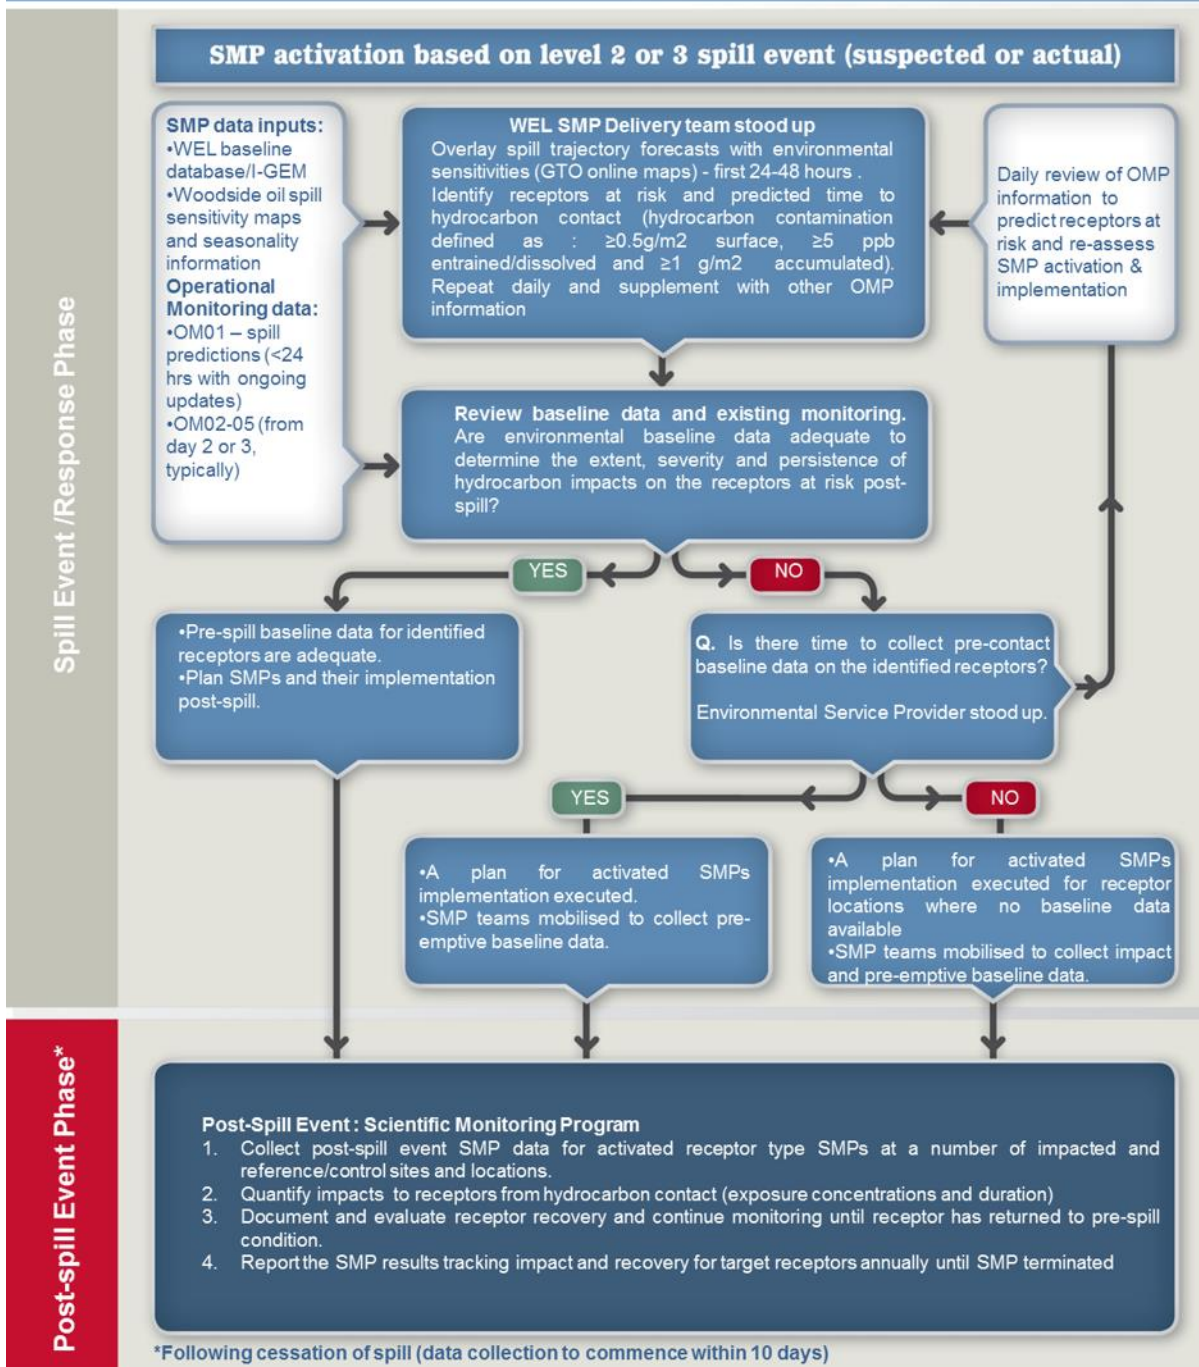 SMP activation based on level 2 or 3 spill event (suspected or actual)
Spill Event /Response Phase
SMP data inputs:
•WEL baseline
database/I-GEM
•Woodside oil spill
sensitivity maps
and seasonality
information
Operational
Monitoring data:
•OM01 – spill
predictions (<24
hrs with ongoing
updates)
•OM02-05 (from
day 2 or 3,
typically)
WEL SMP Delivery team stood up
Overlay spill trajectory forecasts with environmental
sensitivities (GTO online maps) - first 24-48 hours .
Identify receptors at risk and predicted time to
hydrocarbon contact (hydrocarbon contamination
defined as : ≥0.5g/m2 surface, ≥5 ppb
entrained/dissolved and ≥1 g/m2 accumulated).
Repeat daily and supplement with other OMP
information
Daily review of OMP
information to
predict receptors at
risk and re-assess
SMP activation &
implementation
Review baseline data and existing monitoring.
Are environmental baseline data adequate to
determine the extent, severity and persistence of
hydrocarbon impacts on the receptors at risk post-
spill?
YES
NO
•Pre-spill baseline data for identified
receptors are adequate.
•Plan SMPs and their implementation
post-spill.
Q. Is there time to collect pre-contact
baseline data on the identified receptors?
Environmental Service Provider stood up.
YES
NO
•A plan for activated SMPs
implementation executed.
•SMP teams mobilised to collect pre-
emptive baseline data.
•A plan for activated SMPs
implementation executed for receptor
locations where no baseline data
available
•SMP teams mobilised to collect impact
and pre-emptive baseline data.
Post-spill Event Phase*
Post-Spill Event : Scientific Monitoring Program
1. Collect post-spill event SMP data for activated receptor type SMPs at a number of impacted and
reference/control sites and locations.
2. Quantify impacts to receptors from hydrocarbon contact (exposure concentrations and duration)
3. Document and evaluate receptor recovery and continue monitoring until receptor has returned to pre-spill
condition.
4. Report the SMP results tracking impact and recovery for target receptors annually until SMP terminated
*Following cessation of spill (data collection to commence within 10 days)